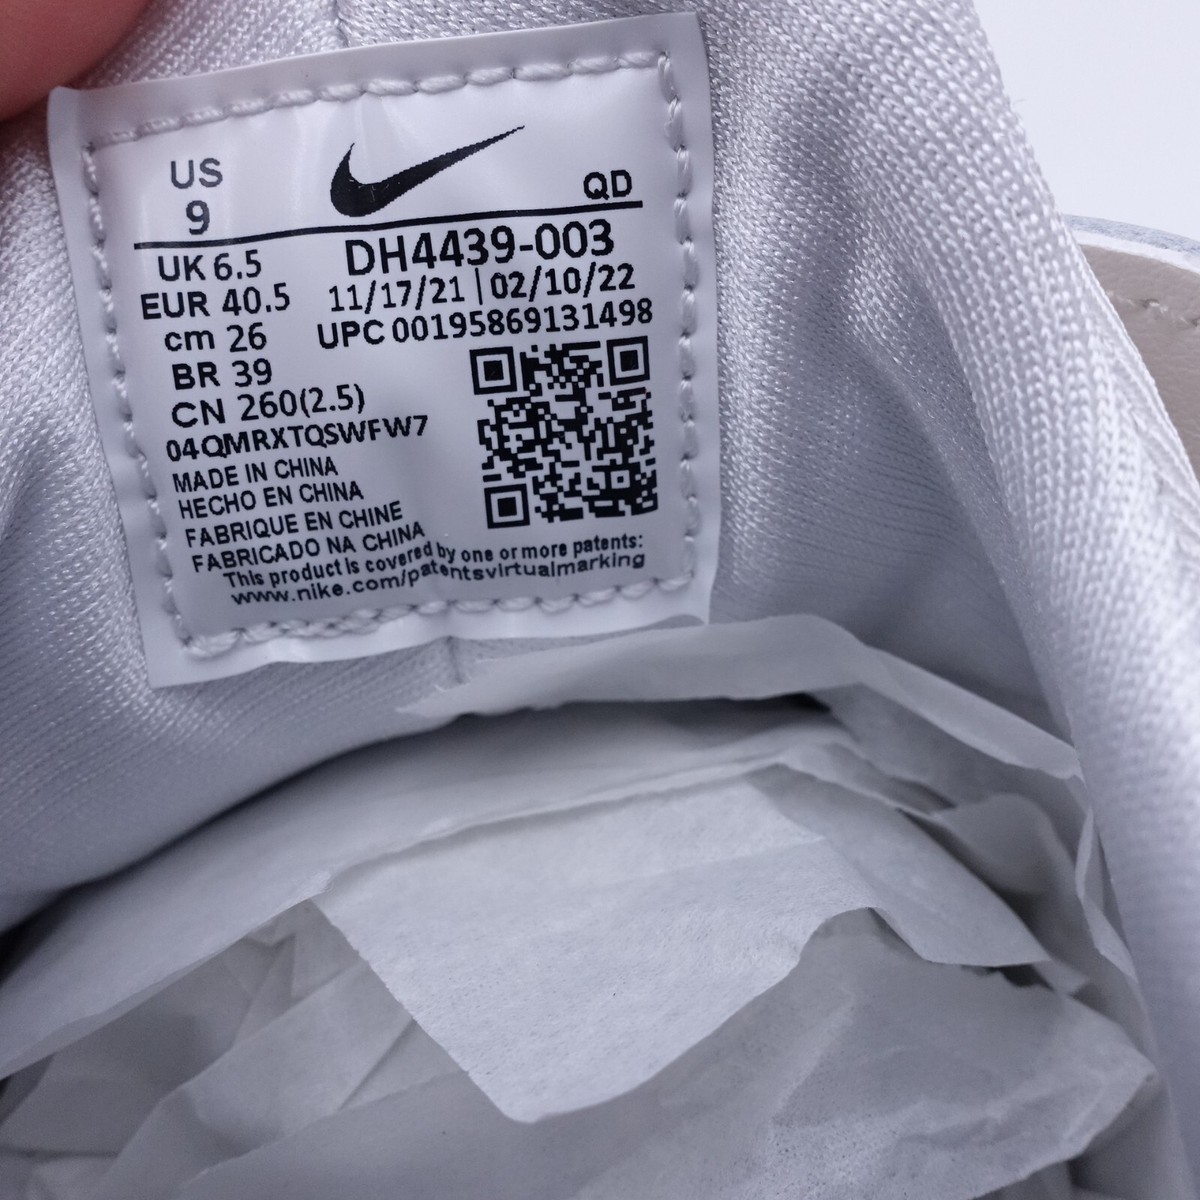 US
9
QD
UK 6.5
DH4439-003
EUR 40.5
11/17/21 | 02/10/22
cm 26
UPC 00195869131498
BR 39
CN 260(2.5)
04QMRXTQSWFW7
MADE IN CHINA
HECHO EN CHINA
FABRIQUE EN CHINE
FABRICADO NA CHINA
This product is covered by one or more patents:
www.nike.com/patentsvirtualmarking